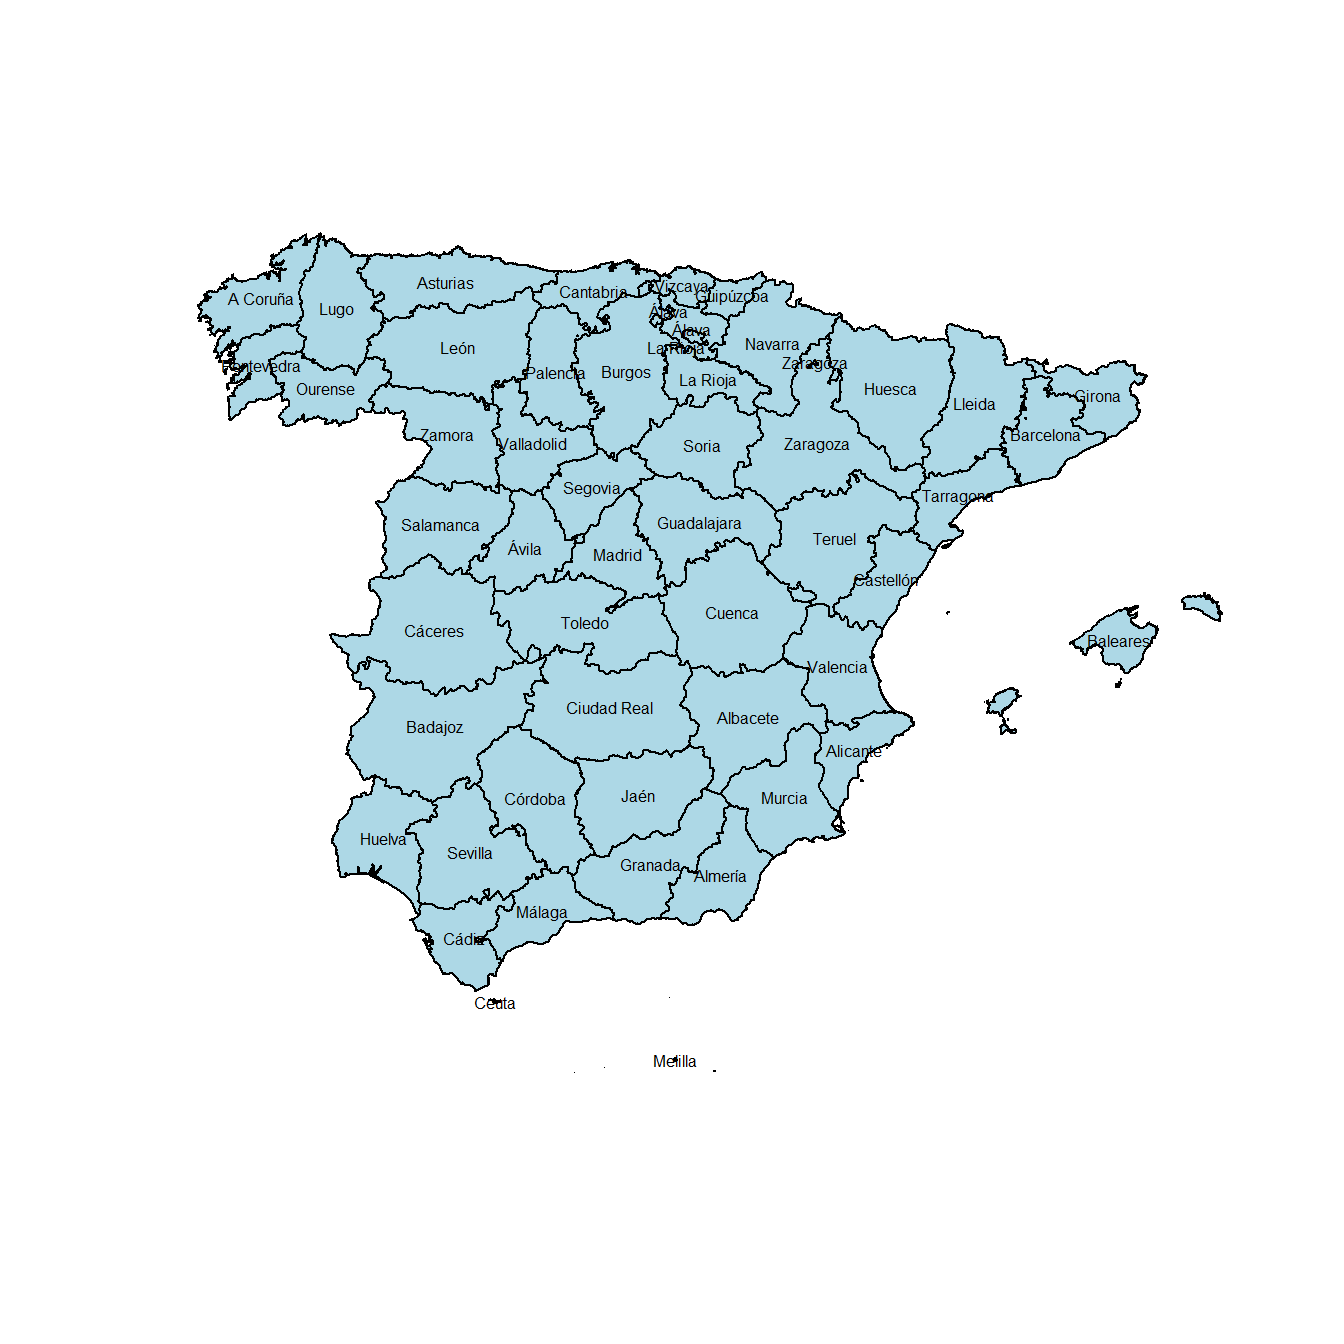 Asturias
Vizcaya
Cantabria
Guipúzcoa
A Coruña
Lugo
Álava
Álava
León
La Rioja
Navarra
Zaragoza
Pontevedra
Palencia
Burgos
La Rioja
Ourense
Huesca
Girona
Lleida
Zamora
Barcelona
Valladolid
Soria
Zaragoza
Segovia
Tarragona
Salamanca
Guadalajara
Teruel
Ávila
Madrid
Castellón
Cuenca
Toledo
Cáceres
Baleares
Valencia
Ciudad Real
Albacete
Badajoz
Alicante
Jaén
Murcia
Córdoba
Huelva
Sevilla
Granada
Almería
Málaga
Cádiz
Ceuta
Melilla